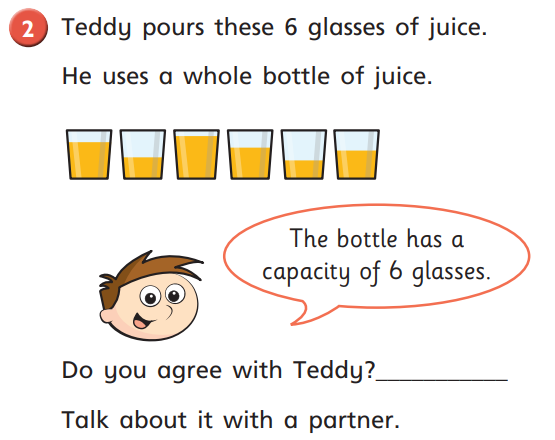 2 Teddy pours these 6 glasses of juice.
He uses a whole bottle of juice.
The bottle has a
capacity of 6 glasses.
Do you agree with Teddy?___________
Talk about it with a partner.